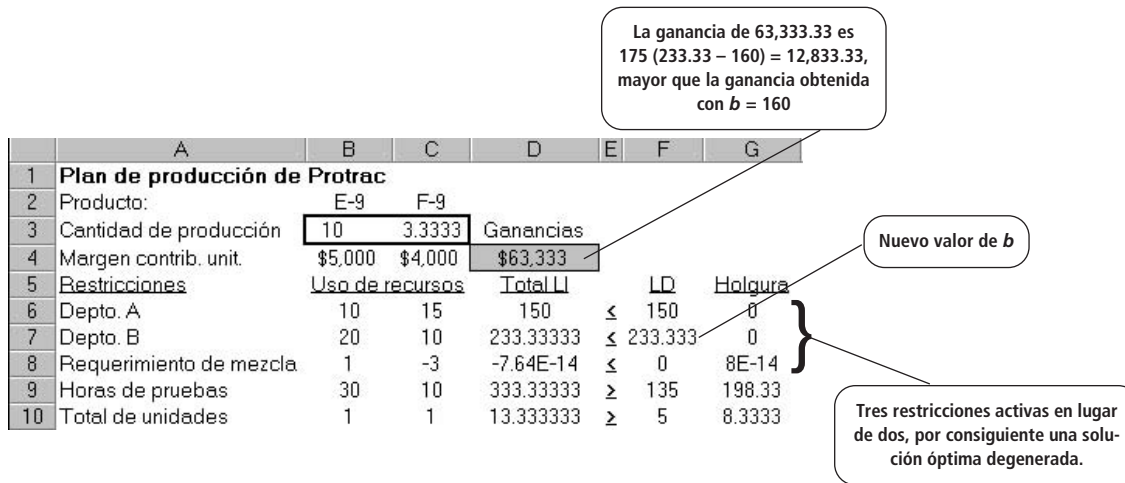 La ganancia de 63,333.33 es
175 (233.33 – 160) = 12,833.33,
mayor que la ganancia obtenida
con b = 160
A B C D E F G
1 Plan de producción de Protrac
2 Producto: E-9 F-9
3 Cantidad de producción 10 3.3333 Ganancias
4 Margen contrib. unit. $5,000 $4,000 $63,333
5 Restricciones Uso de recursos Total LI LD Holgura
6 Depto. A 10 15 150 ≤ 150 0
7 Depto. B 20 10 233.33333 ≤ 233.333 0
8 Requerimiento de mezcla 1 -3 -7.64E-14 ≤ 0 8E-14
9 Horas de pruebas 30 10 333.33333 ≥ 135 198.33
10 Total de unidades 1 1 13.333333 ≥ 5 8.3333
Nuevo valor de b
Tres restricciones activas en lugar
de dos, por consiguiente una solu-
ción óptima degenerada.